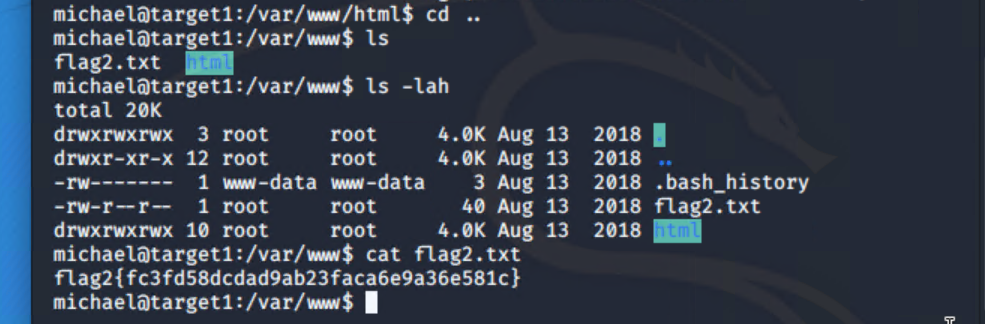 michael@target1:/var/www/html$ cd ..
michael@target1:/var/www$ ls
flag2.txt  html
michael@target1:/var/www$ ls -lah
total 20K
drwxrwxrwx  3 root     root     4.0K Aug 13  2018 .
drwxr-xr-x 12 root     root     4.0K Aug 13  2018 ..
-rw-------  1 www-data www-data    3 Aug 13  2018 .bash_history
-rw-r--r--  1 root     root       40 Aug 13  2018 flag2.txt
drwxrwxrwx 10 root     root     4.0K Aug 13  2018 html
michael@target1:/var/www$ cat flag2.txt
flag2{fc3fd58dcdad9ab23faca6e9a36e581c}
michael@target1:/var/www$